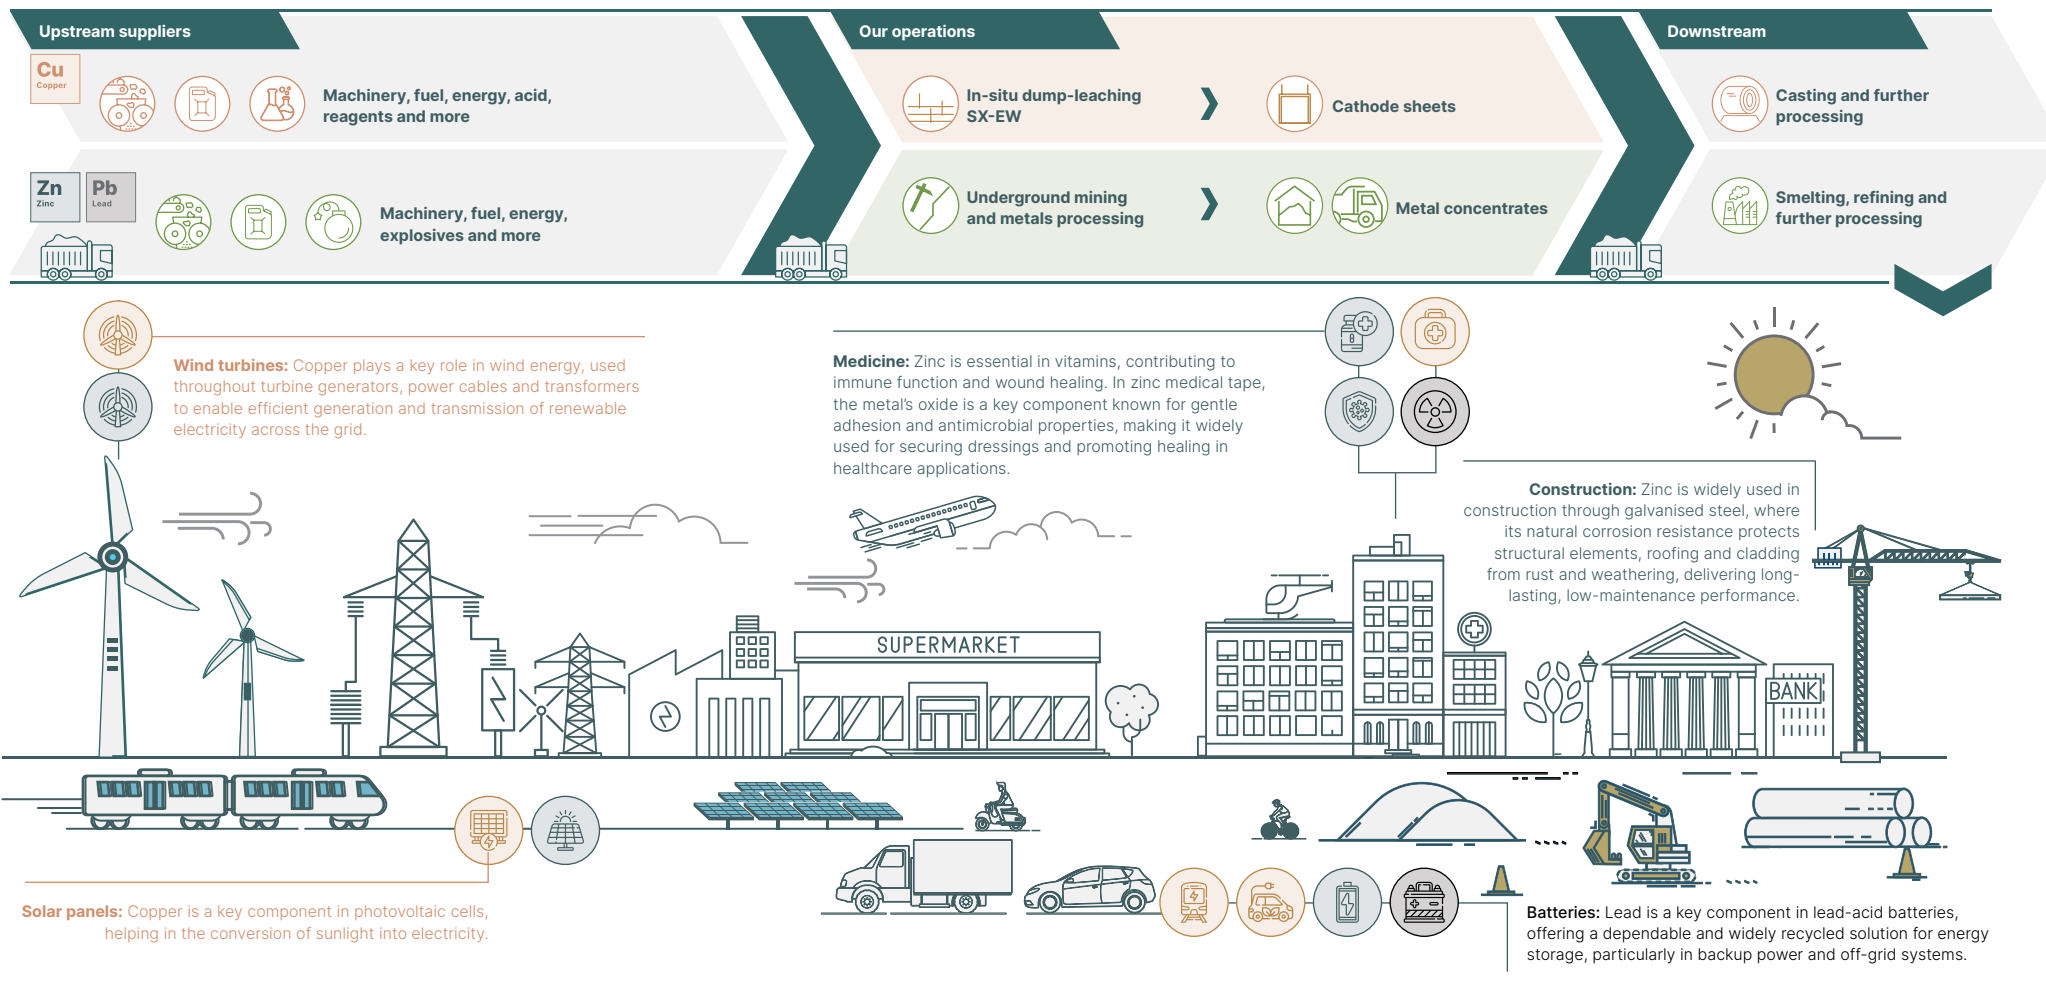 Upstream suppliers
Cu
Copper
Machinery, fuel, energy, acid,
reagents and more
Zn
Zinc
Pb
Lead
Machinery, fuel, energy,
explosives and more
Our operations
In-situ dump-leaching
SX-EW
Cathode sheets
Underground mining
and metals processing
Metal concentrates
Downstream
Casting and further
processing
Smelting, refining and
further processing
Wind turbines: Copper plays a key role in wind energy, used
throughout turbine generators, power cables and transformers
to enable efficient generation and transmission of renewable
electricity across the grid.
Medicine: Zinc is essential in vitamins, contributing to
immune function and wound healing. In zinc medical tape,
the metal’s oxide is a key component known for gentle
adhesion and antimicrobial properties, making it widely
used for securing dressings and promoting healing in
healthcare applications.
Construction: Zinc is widely used in
construction through galvanised steel, where
its natural corrosion resistance protects
structural elements, roofing and cladding
from rust and weathering, delivering long-
lasting, low-maintenance performance.
SUPERMARKET
BANK
Solar panels: Copper is a key component in photovoltaic cells,
helping in the conversion of sunlight into electricity.
Batteries: Lead is a key component in lead-acid batteries,
offering a dependable and widely recycled solution for energy
storage, particularly in backup power and off-grid systems.